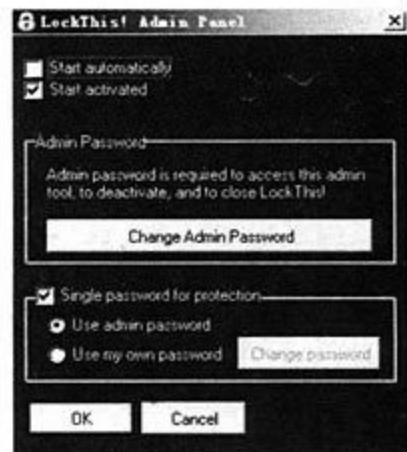 LockThis! Admin Panel
Start automatically
Start activated
Admin Password
Admin password is required to access this admin
tool, to deactivate, and to close LockThis!
Change Admin Password
Single password for protection
Use admin password
Use my own password
Change password
OK
Cancel